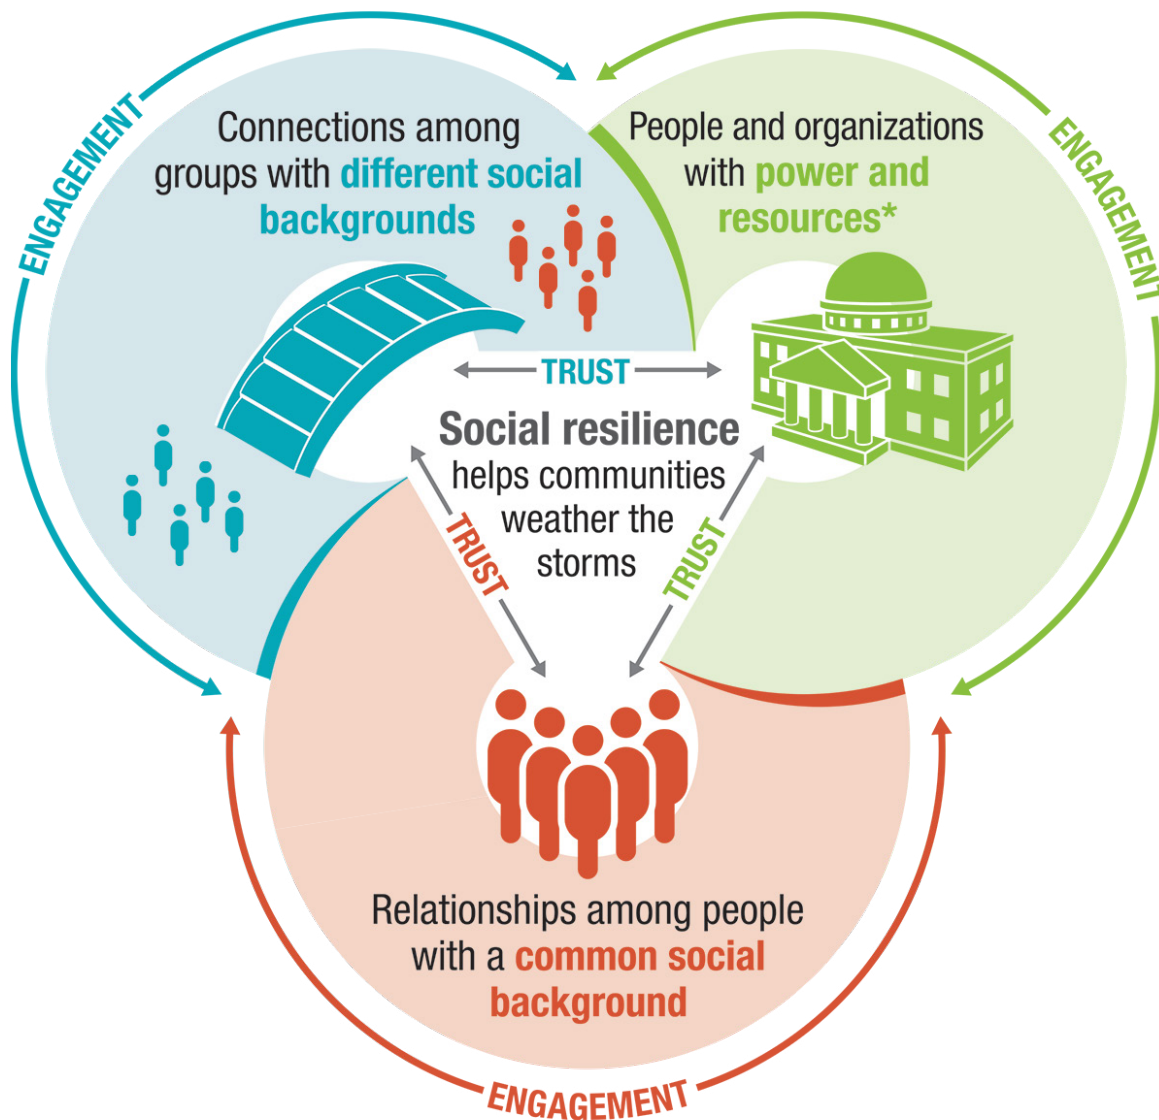 ENGAGEMENT
Connections among
groups with different social
backgrounds
People and organizations
with power and
resources*
ENGAGEMENT
TRUST
Social resilience
helps communities
weather the
storms
TRUST
TRUST
Relationships among people
with a common social
background
ENGAGEMENT